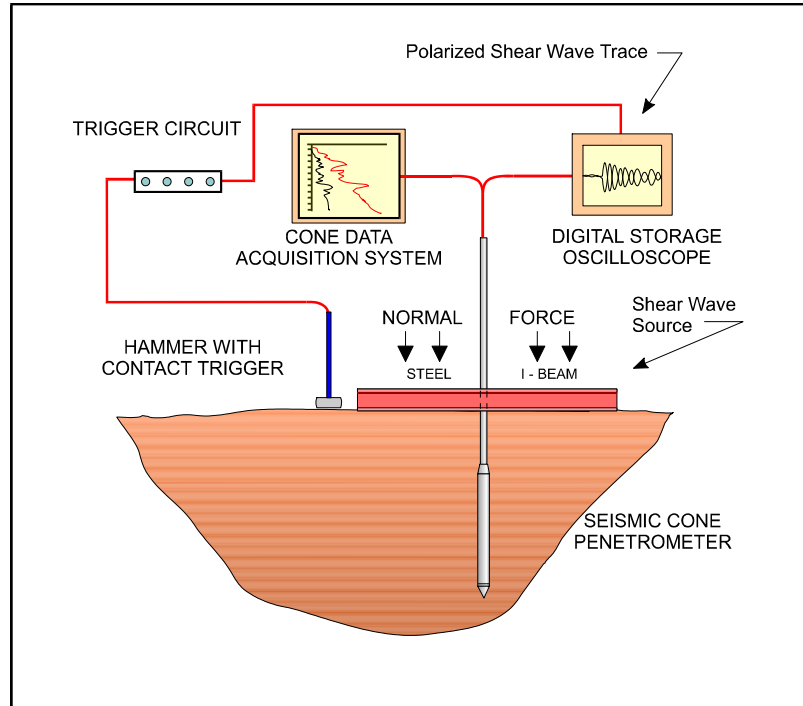 Polarized Shear Wave Trace
TRIGGER CIRCUIT
CONE DATA
ACQUISITION SYSTEM
DIGITAL STORAGE
OSCILLOSCOPE
Shear Wave
Source
NORMAL FORCE
STEEL I - BEAM
HAMMER WITH
CONTACT TRIGGER
SEISMIC CONE
PENETROMETER